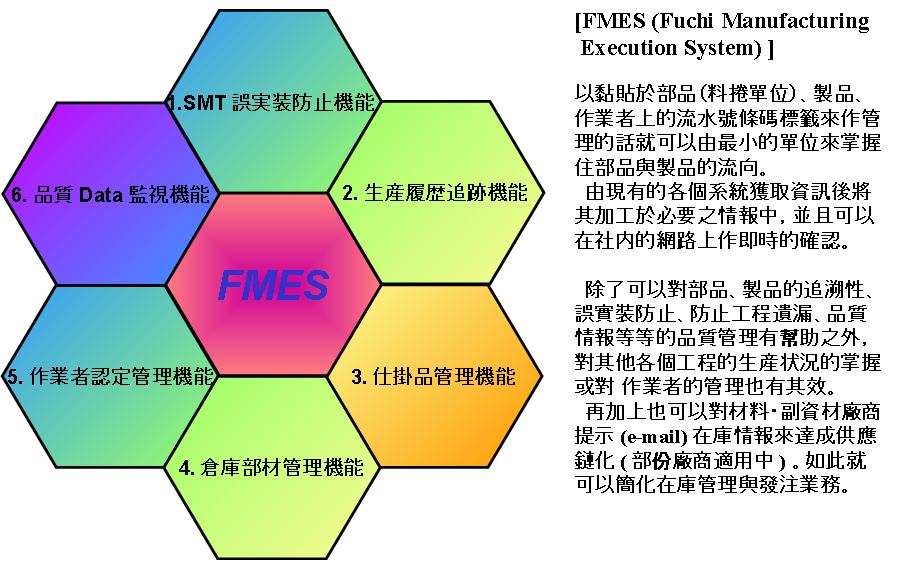 1.SMT 誤実装防止機能
2. 生産履歴追跡機能
3. 仕掛品管理機能
4. 倉庫部材管理機能
5. 作業者認定管理機能
6. 品質 Data 監視機能
FMES
[FMES (Fuchi Manufacturing
Execution System) ]
以黏貼於部品(料捲單位)、製品、
作業者上的流水號條碼標籤來作管
理的話就可以由最小的單位來掌握
住部品與製品的流向。
由現有的各個系統獲取資訊後將
其加工於必要之情報中, 並且可以
在社内的網路上作即時的確認。
除了可以對部品、製品的追溯性、
誤實裝防止、防止工程遺漏、品質
情報等等的品質管理有幫助之外,
對其他各個工程的生産状況的掌握
或對 作業者的管理也有其效。
再加上也可以對材料・副資材廠商
提示 (e-mail) 在庫情報來達成供應
鏈化 ( 部份廠商適用中 ) 。如此就
可以簡化在庫管理與發注業務。